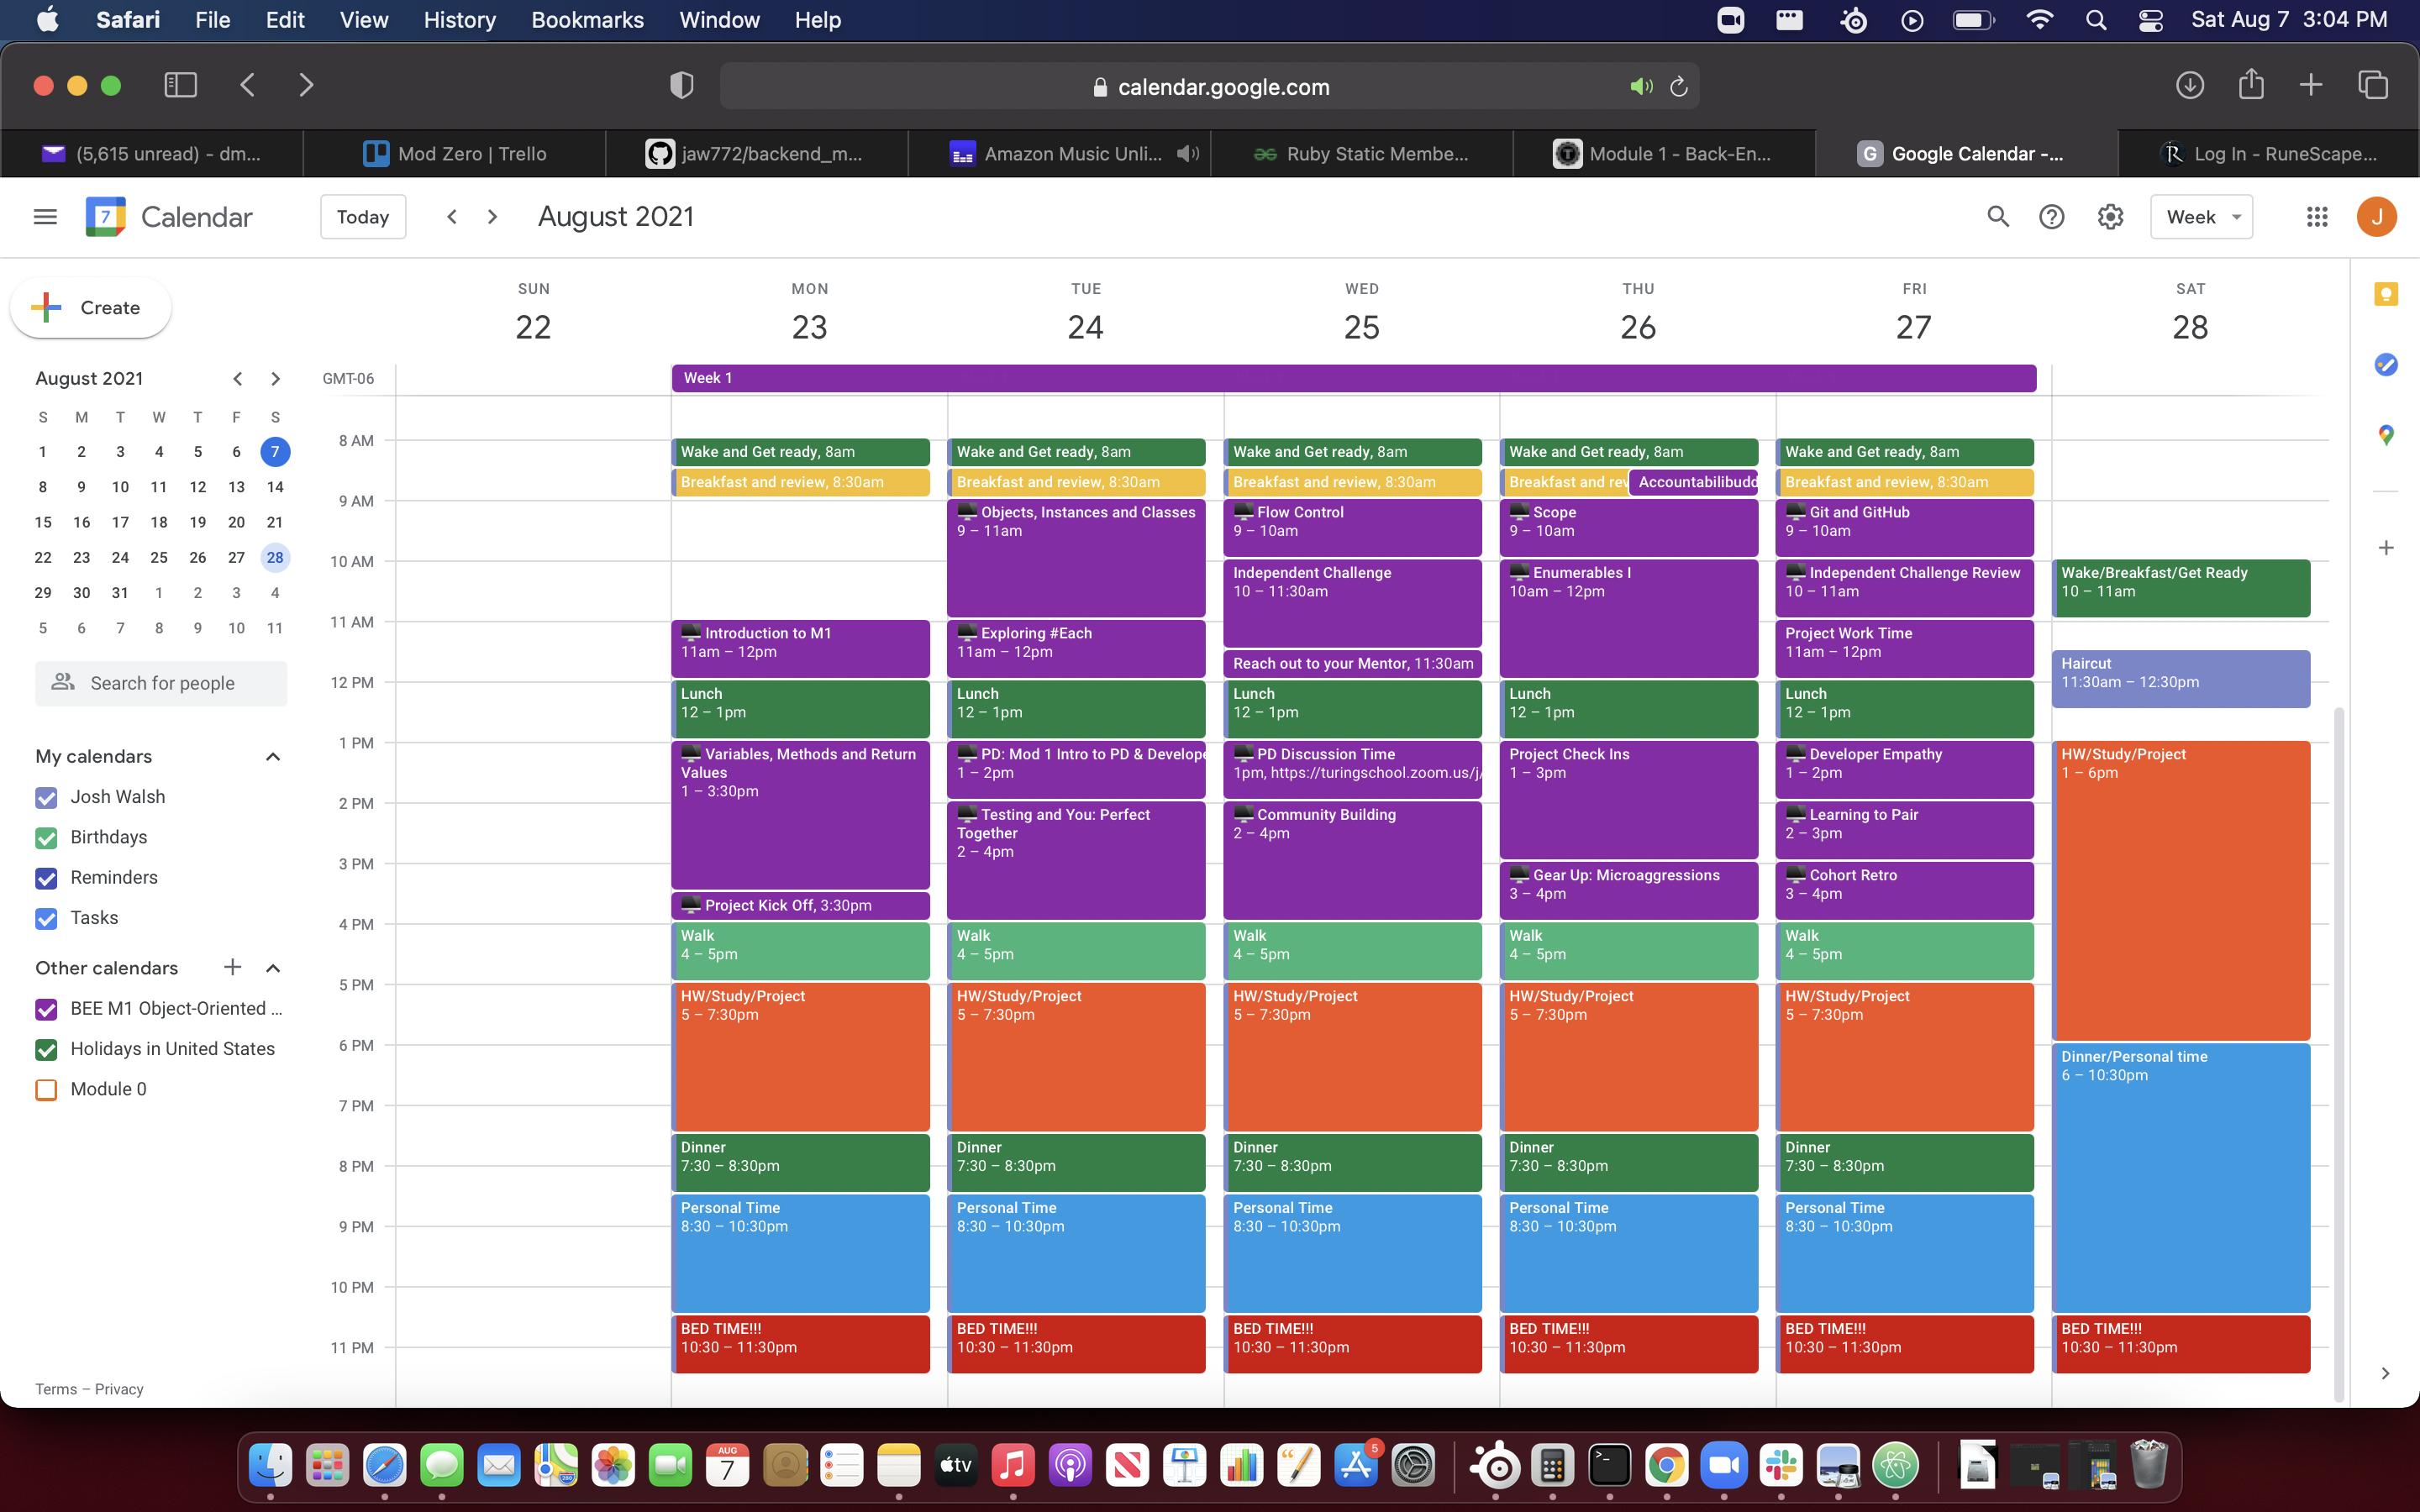 Safari File Edit View History Bookmarks Window Help Sat Aug 7 3:04 PM
calendar.google.com
(5,615 unread) - dm... Mod Zero | Trello jaw772/backend_m... Amazon Music Unli... Ruby Static Membe... Module 1 - Back-En... G Google Calendar -... Log In - RuneScape...
7 Calendar Today August 2021 Week J
Create
August 2021
S M T W T F S
1 2 3 4 5 6 7
8 9 10 11 12 13 14
15 16 17 18 19 20 21
22 23 24 25 26 27 28
29 30 31 1 2 3 4
5 6 7 8 9 10 11
Search for people
My calendars
Josh Walsh
Birthdays
Reminders
Tasks
Other calendars
BEE M1 Object-Oriented ...
Holidays in United States
Module 0
Terms – Privacy
SUN MON TUE WED THU FRI SAT
22 23 24 25 26 27 28
GMT-06
Week 1
8 AM
9 AM
10 AM
11 AM
12 PM
1 PM
2 PM
3 PM
4 PM
5 PM
6 PM
7 PM
8 PM
9 PM
10 PM
11 PM
Wake and Get ready, 8am
Breakfast and review, 8:30am
Introduction to M1
11am – 12pm
Lunch
12 – 1pm
Variables, Methods and Return
Values
1 – 3:30pm
Project Kick Off, 3:30pm
Walk
4 – 5pm
HW/Study/Project
5 – 7:30pm
Dinner
7:30 – 8:30pm
Personal Time
8:30 – 10:30pm
BED TIME!!!
10:30 – 11:30pm
Wake and Get ready, 8am
Breakfast and review, 8:30am
Objects, Instances and Classes
9 – 11am
Exploring #Each
11am – 12pm
Lunch
12 – 1pm
PD: Mod 1 Intro to PD & Develope
1 – 2pm
Testing and You: Perfect
Together
2 – 4pm
Walk
4 – 5pm
HW/Study/Project
5 – 7:30pm
Dinner
7:30 – 8:30pm
Personal Time
8:30 – 10:30pm
BED TIME!!!
10:30 – 11:30pm
Wake and Get ready, 8am
Breakfast and review, 8:30am
Flow Control
9 – 10am
Independent Challenge
10 – 11:30am
Reach out to your Mentor, 11:30am
Lunch
12 – 1pm
PD Discussion Time
1pm, https://turingschool.zoom.us/j/
Community Building
2 – 4pm
Walk
4 – 5pm
HW/Study/Project
5 – 7:30pm
Dinner
7:30 – 8:30pm
Personal Time
8:30 – 10:30pm
BED TIME!!!
10:30 – 11:30pm
Wake and Get ready, 8am
Breakfast and rev Accountabilibudd
Scope
9 – 10am
Enumerables I
10am – 12pm
Lunch
12 – 1pm
Project Check Ins
1 – 3pm
Gear Up: Microaggressions
3 – 4pm
Walk
4 – 5pm
HW/Study/Project
5 – 7:30pm
Dinner
7:30 – 8:30pm
Personal Time
8:30 – 10:30pm
BED TIME!!!
10:30 – 11:30pm
Wake and Get ready, 8am
Breakfast and review, 8:30am
Git and GitHub
9 – 10am
Independent Challenge Review
10 – 11am
Project Work Time
11am – 12pm
Lunch
12 – 1pm
Developer Empathy
1 – 2pm
Learning to Pair
2 – 3pm
Cohort Retro
3 – 4pm
Walk
4 – 5pm
HW/Study/Project
5 – 7:30pm
Dinner
7:30 – 8:30pm
Personal Time
8:30 – 10:30pm
BED TIME!!!
10:30 – 11:30pm
Wake/Breakfast/Get Ready
10 – 11am
Haircut
11:30am – 12:30pm
HW/Study/Project
1 – 6pm
Dinner/Personal time
6 – 10:30pm
BED TIME!!!
10:30 – 11:30pm
AUG
7
tv
5